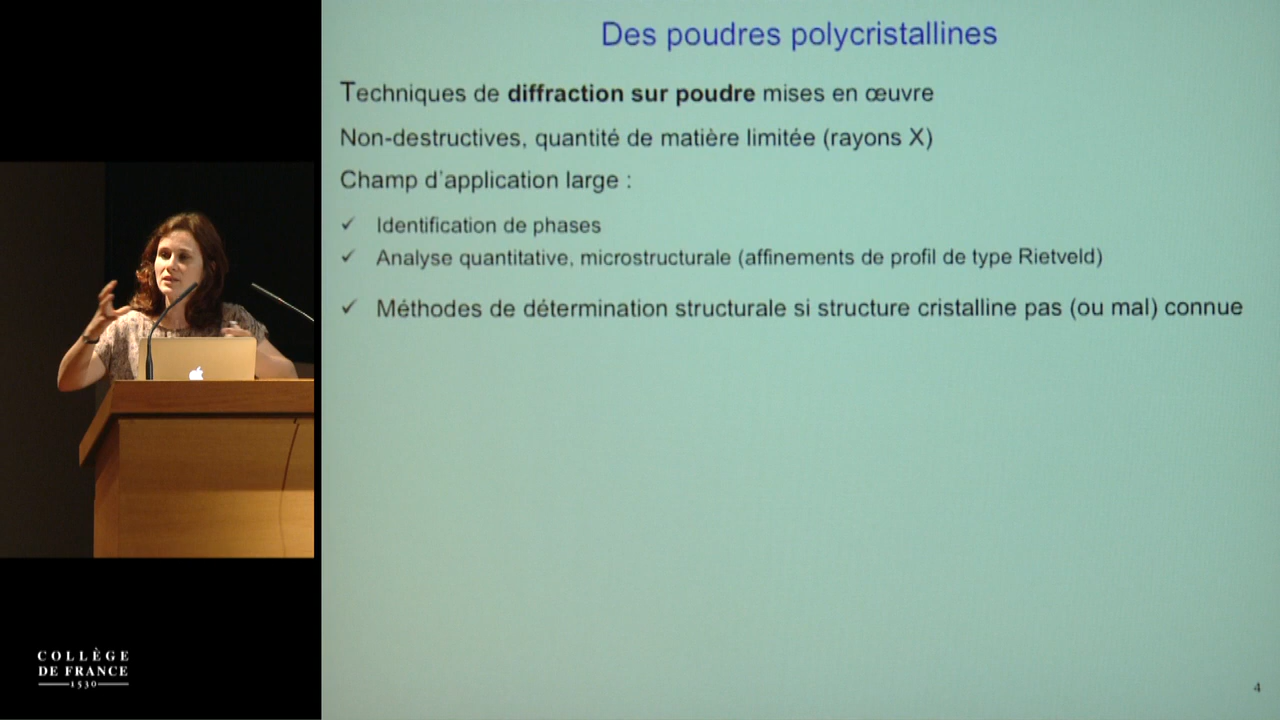 Des poudres polycristallines
Techniques de diffraction sur poudre mises en œuvre
Non-destructives, quantité de matière limitée (rayons X)
Champ d'application large :
✓ Identification de phases
✓ Analyse quantitative, microstructurale (affinements de profil de type Rietveld)
✓ Méthodes de détermination structurale si structure cristalline pas (ou mal) connue
COLLÈGE
DE FRANCE
1530
4